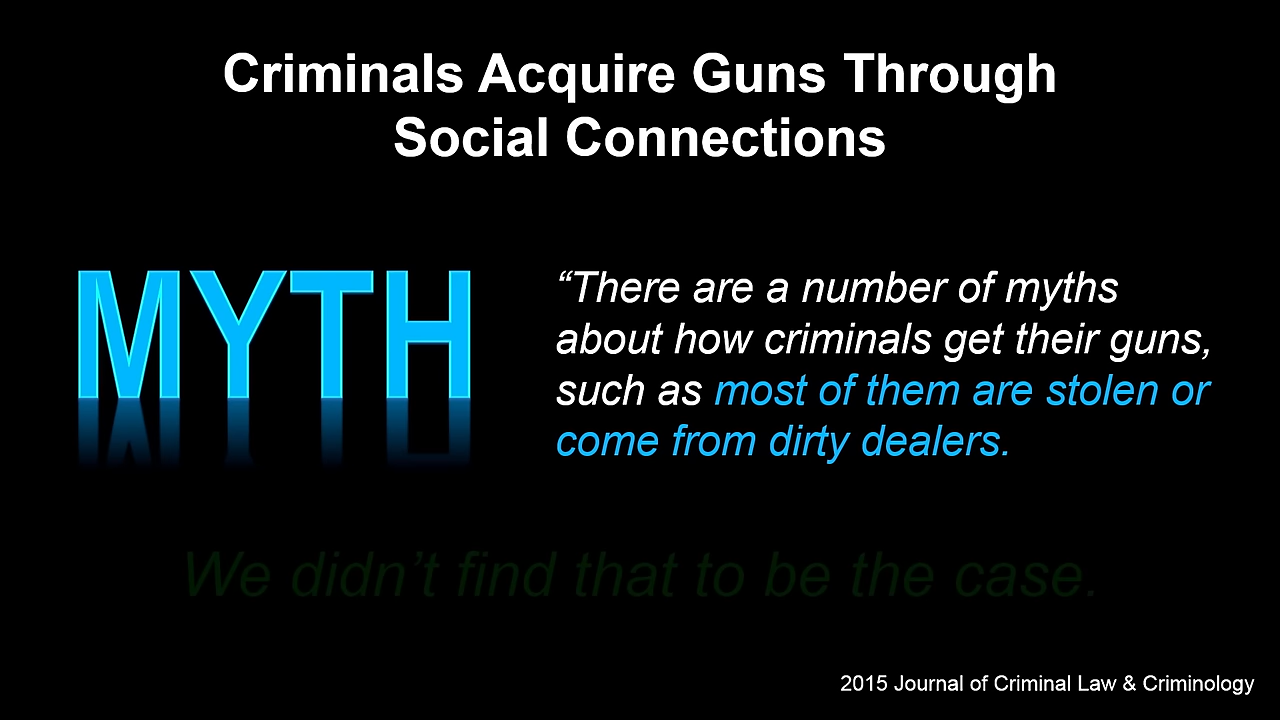 Criminals Acquire Guns Through
Social Connections
MYTH
“There are a number of myths
about how criminals get their guns,
such as most of them are stolen or
come from dirty dealers.
We didn’t find that to be the case.
2015 Journal of Criminal Law & Criminology